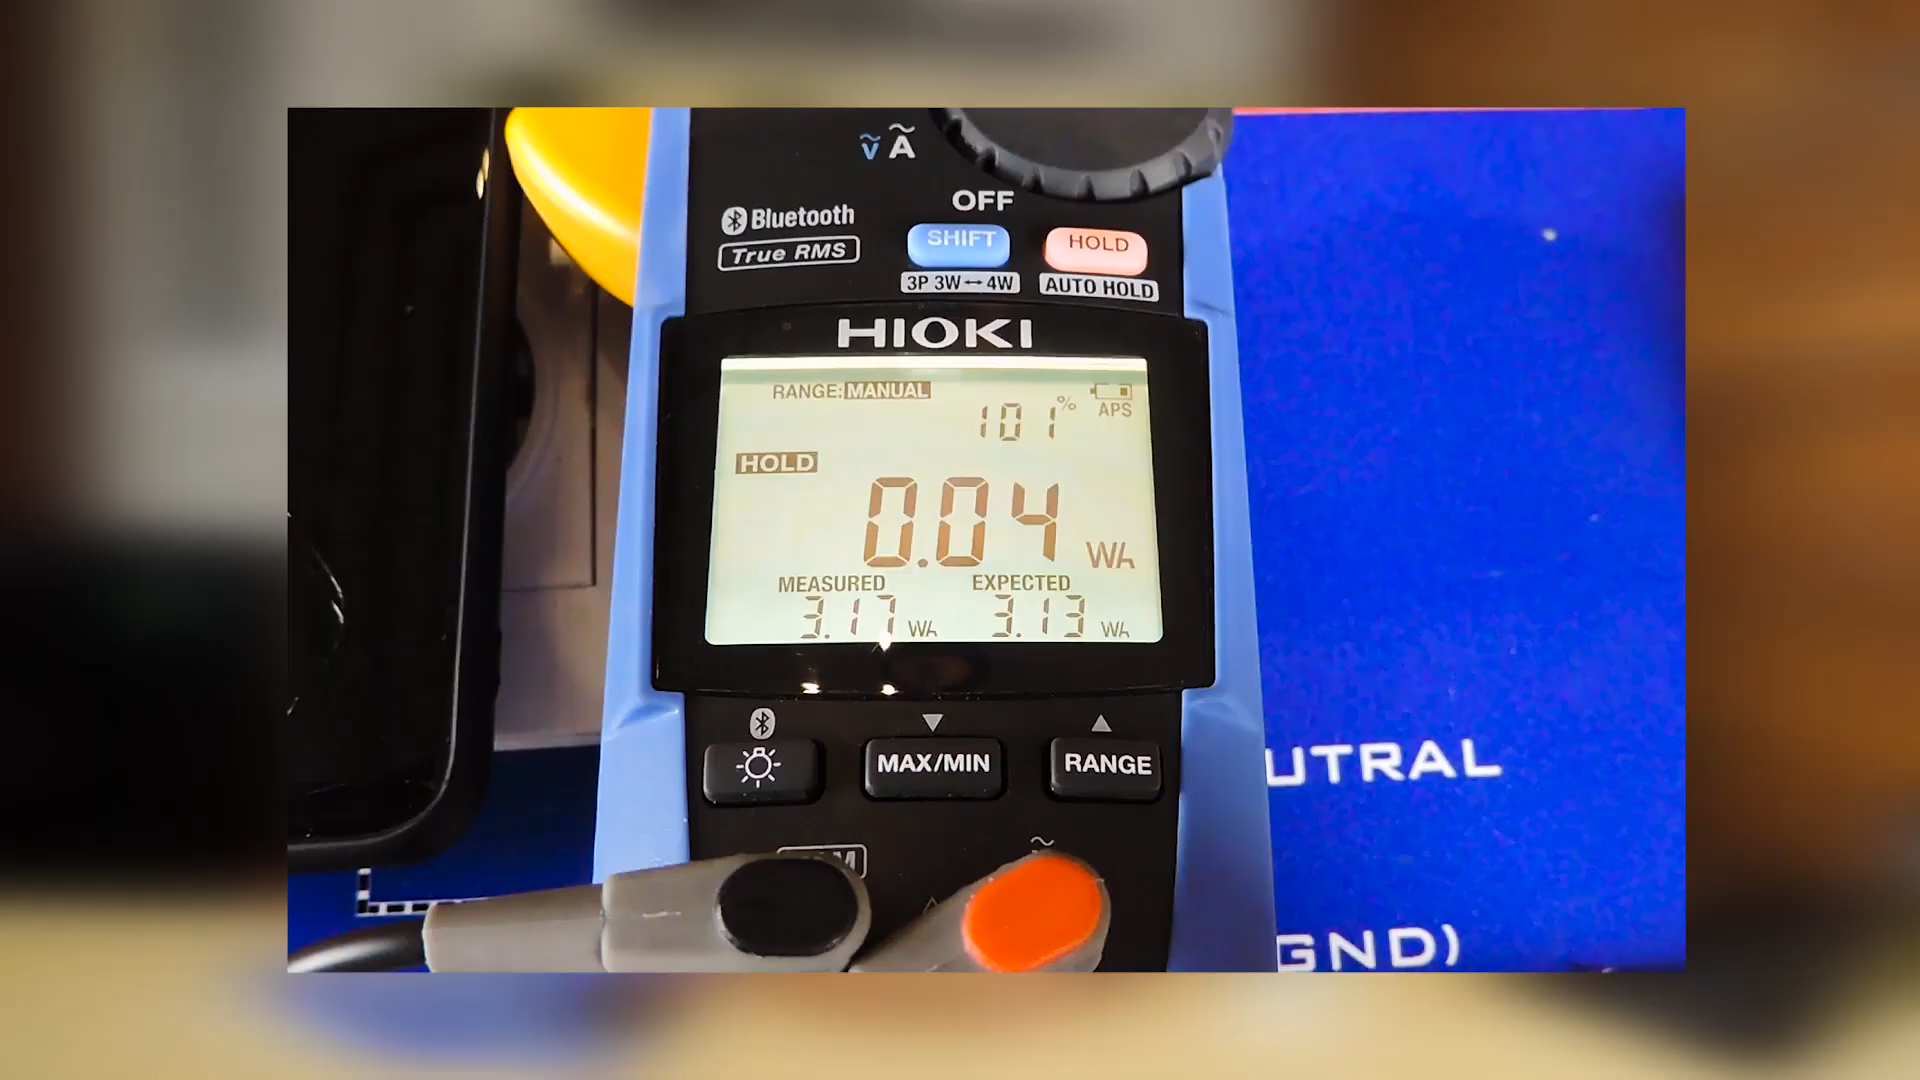 V A
OFF
Bluetooth
True RMS
SHIFT
HOLD
3P 3W↔4W
AUTO HOLD
HIOKI
RANGE:MANUAL
101 %
APS
HOLD
0.04 Wh
MEASURED
EXPECTED
3.17 Wh
3.13 Wh
MAX/MIN
RANGE
UTRAL
GND)